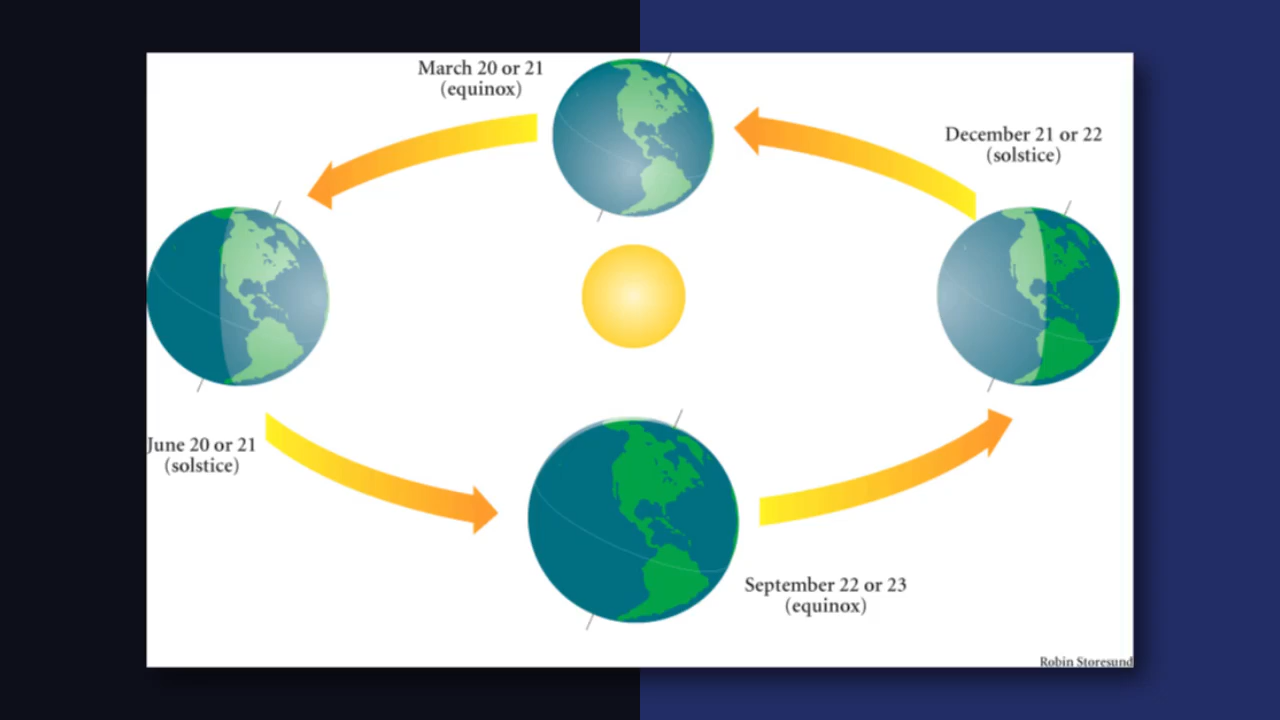 March 20 or 21
(equinox)
December 21 or 22
(solstice)
June 20 or 21
(solstice)
September 22 or 23
(equinox)
Robin Storesund